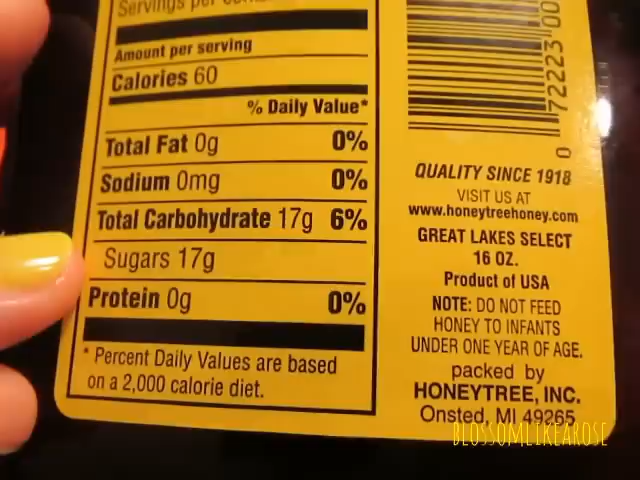 Servings per
Amount per serving
Calories 60
% Daily Value*
Total Fat 0g 0%
Sodium 0mg 0%
Total Carbohydrate 17g 6%
Sugars 17g
Protein 0g 0%
* Percent Daily Values are based
on a 2,000 calorie diet.
0 72223 00
QUALITY SINCE 1918
VISIT US AT
www.honeytreehoney.com
GREAT LAKES SELECT
16 OZ.
Product of USA
NOTE: DO NOT FEED
HONEY TO INFANTS
UNDER ONE YEAR OF AGE.
packed by
HONEYTREE, INC.
Onsted, MI 49265
BLOSSOMLIKEAROSE